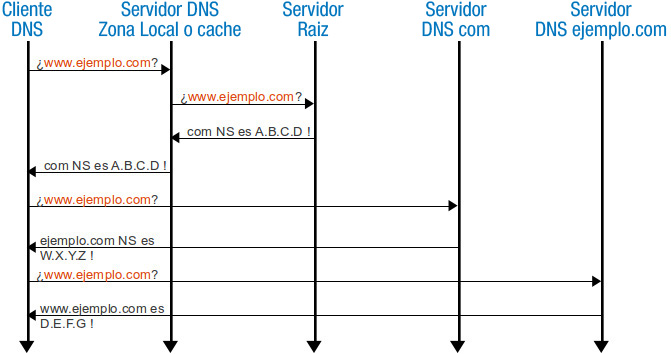 Cliente DNS
Servidor DNS
Zona Local o cache
Servidor
Raiz
Servidor
DNS com
Servidor
DNS ejemplo.com
¿www.ejemplo.com?
¿www.ejemplo.com?
com NS es A.B.C.D !
com NS es A.B.C.D !
¿www.ejemplo.com?
ejemplo.com NS es
W.X.Y.Z !
¿www.ejemplo.com?
www.ejemplo.com es
D.E.F.G !